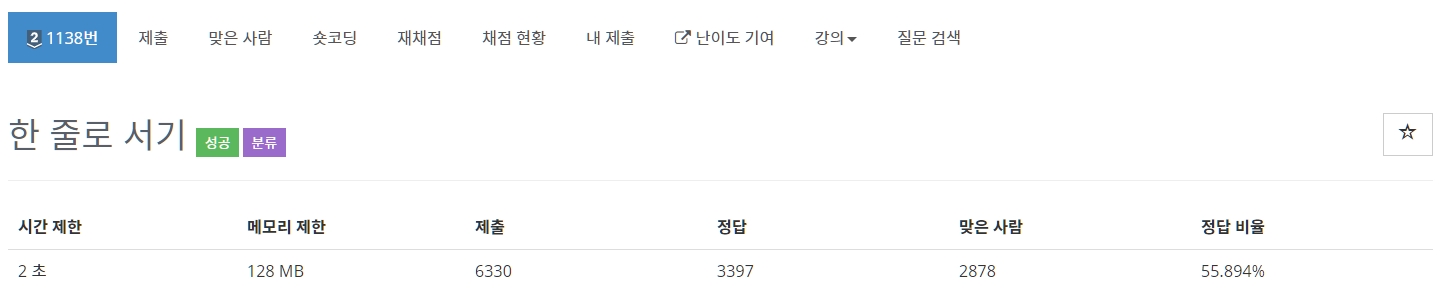 2 1138번 제출 맞은 사람 숏코딩 재채점 채점 현황 내 제출 난이도 기여 강의 질문 검색
한 줄로 서기 성공 분류
시간 제한 메모리 제한 제출 정답 맞은 사람 정답 비율
2 초 128 MB 6330 3397 2878 55.894%